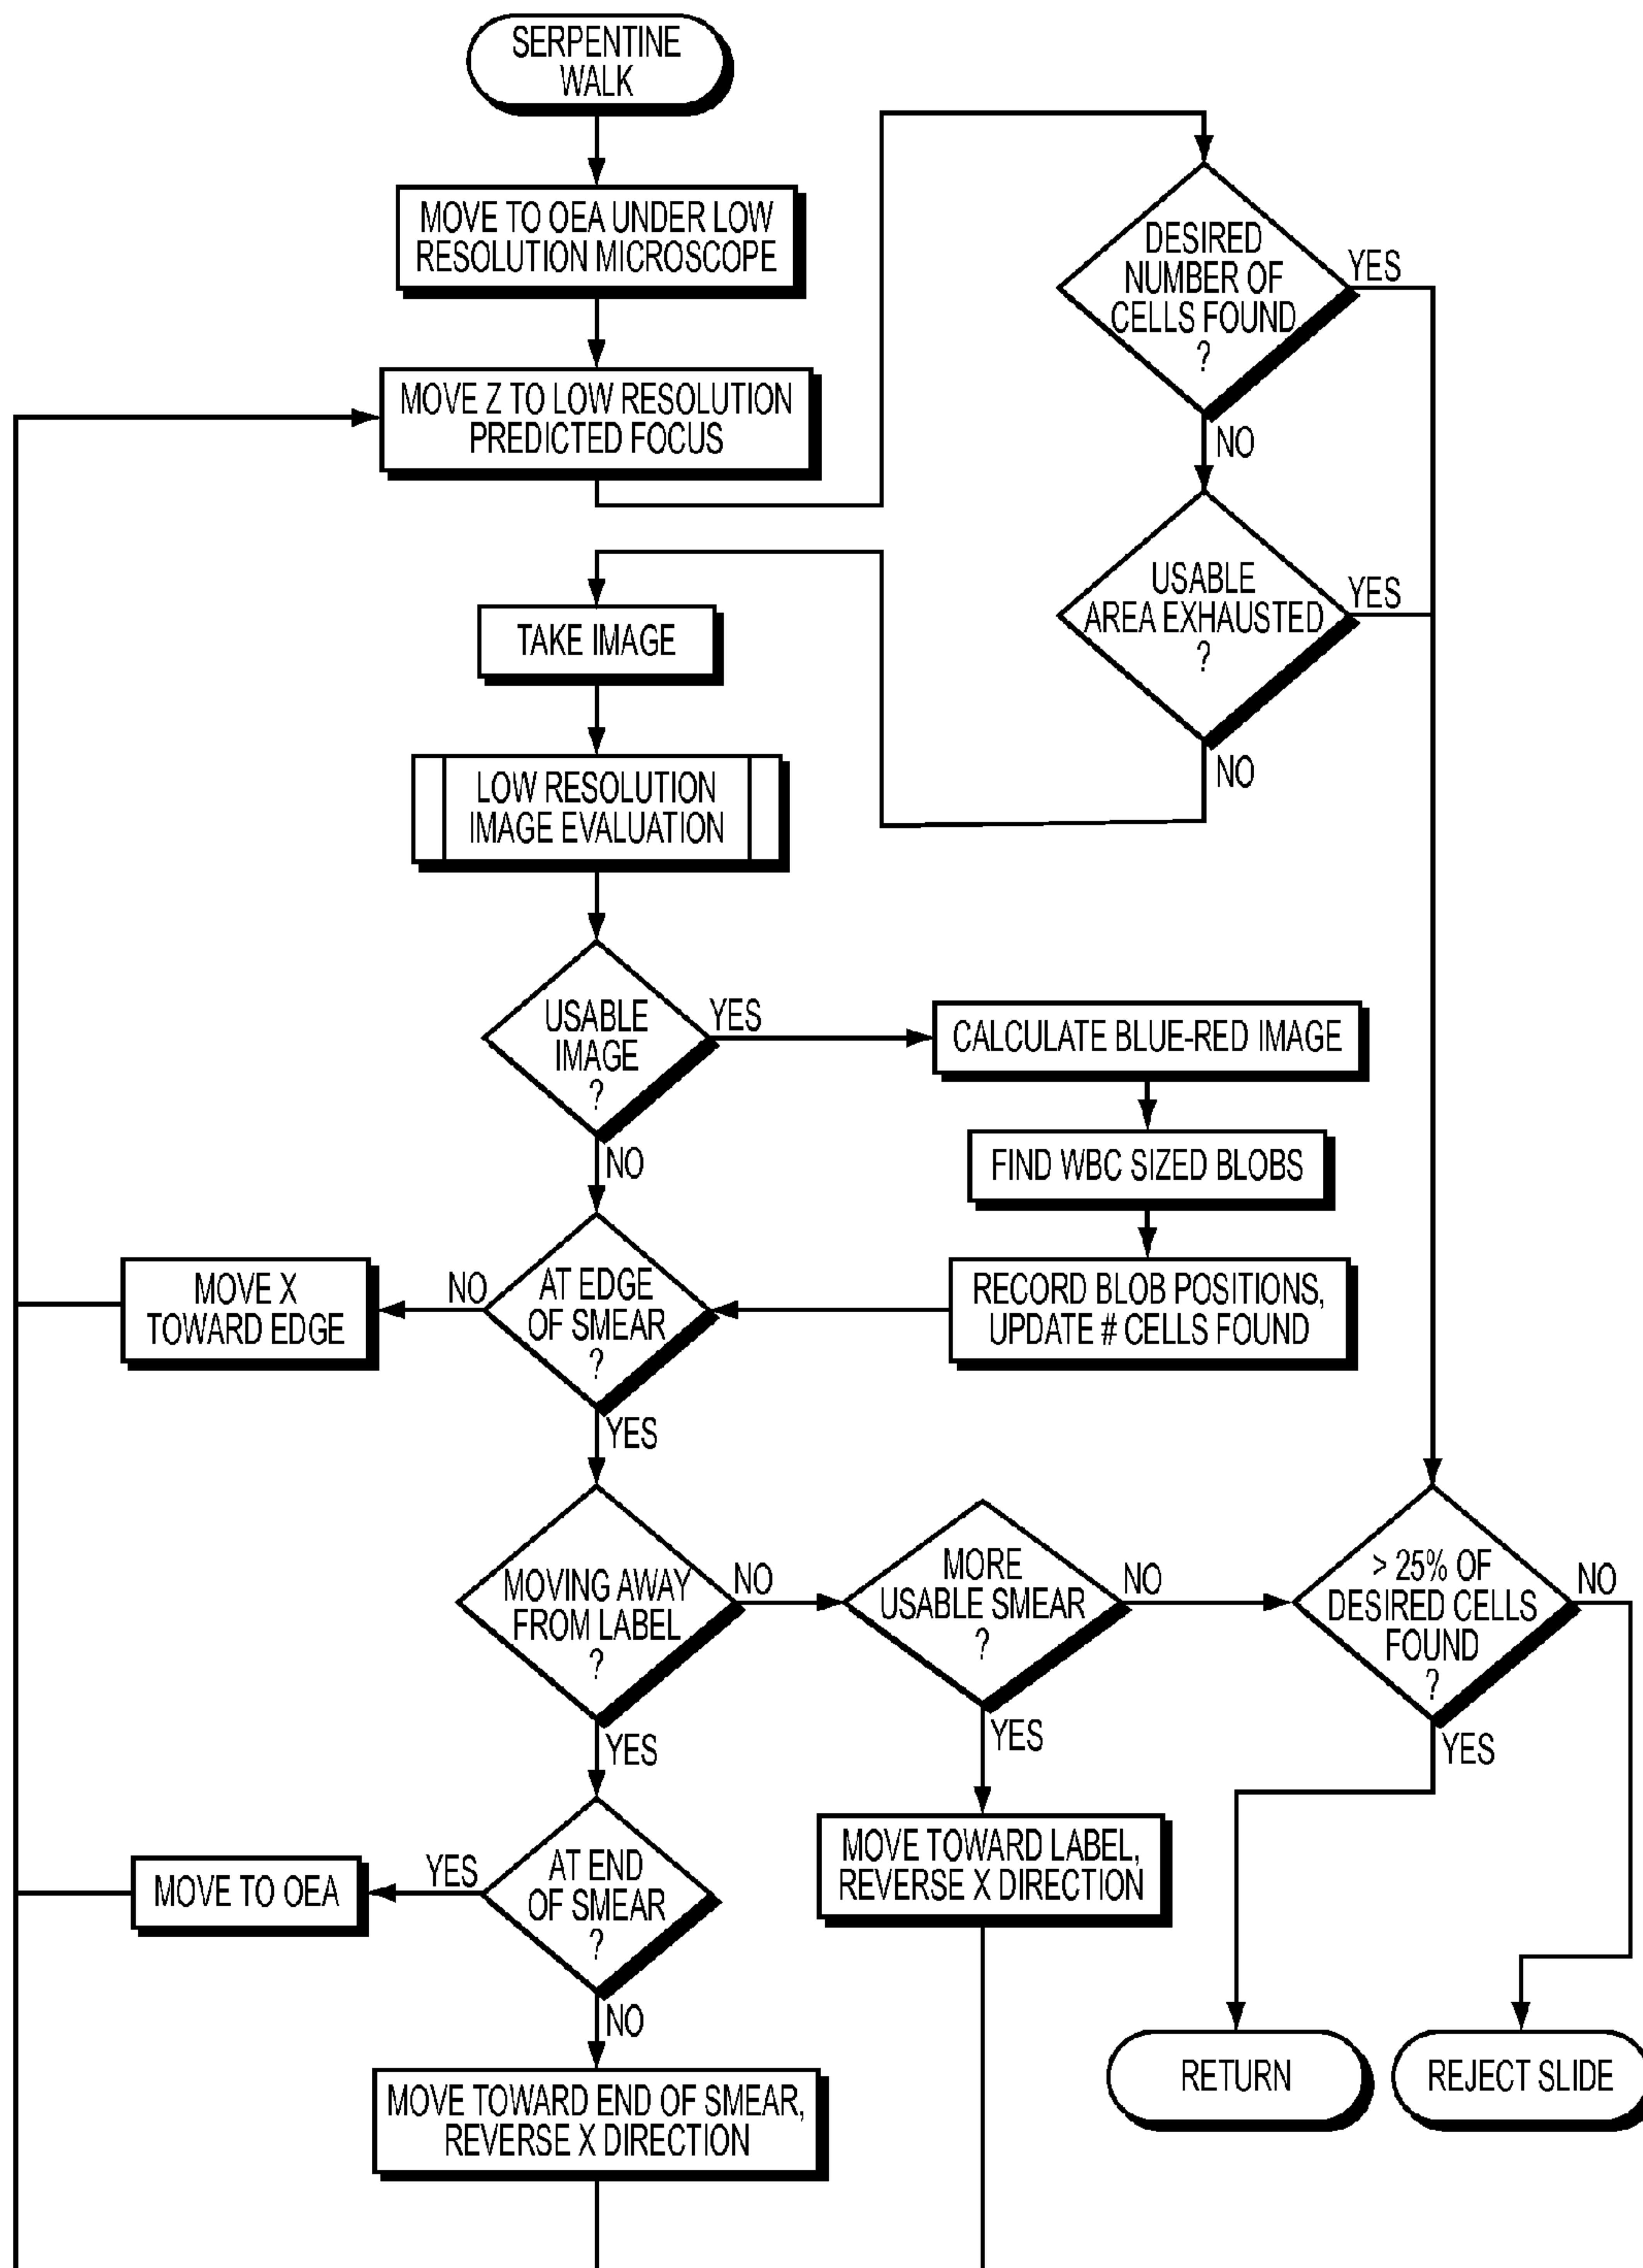 SERPENTINE
WALK
MOVE TO OEA UNDER LOW
RESOLUTION MICROSCOPE
MOVE Z TO LOW RESOLUTION
PREDICTED FOCUS
DESIRED
NUMBER OF
CELLS FOUND
?
YES
NO
USABLE
AREA EXHAUSTED
?
YES
NO
TAKE IMAGE
LOW RESOLUTION
IMAGE EVALUATION
USABLE
IMAGE
?
YES
NO
CALCULATE BLUE-RED IMAGE
FIND WBC SIZED BLOBS
RECORD BLOB POSITIONS,
UPDATE # CELLS FOUND
AT EDGE
OF SMEAR
?
NO
YES
MOVE X
TOWARD EDGE
MOVING AWAY
FROM LABEL
?
NO
YES
MORE
USABLE SMEAR
?
NO
YES
> 25% OF
DESIRED CELLS
FOUND
?
NO
YES
AT END
OF SMEAR
?
YES
NO
MOVE TO OEA
MOVE TOWARD LABEL,
REVERSE X DIRECTION
MOVE TOWARD END OF SMEAR,
REVERSE X DIRECTION
RETURN
REJECT SLIDE